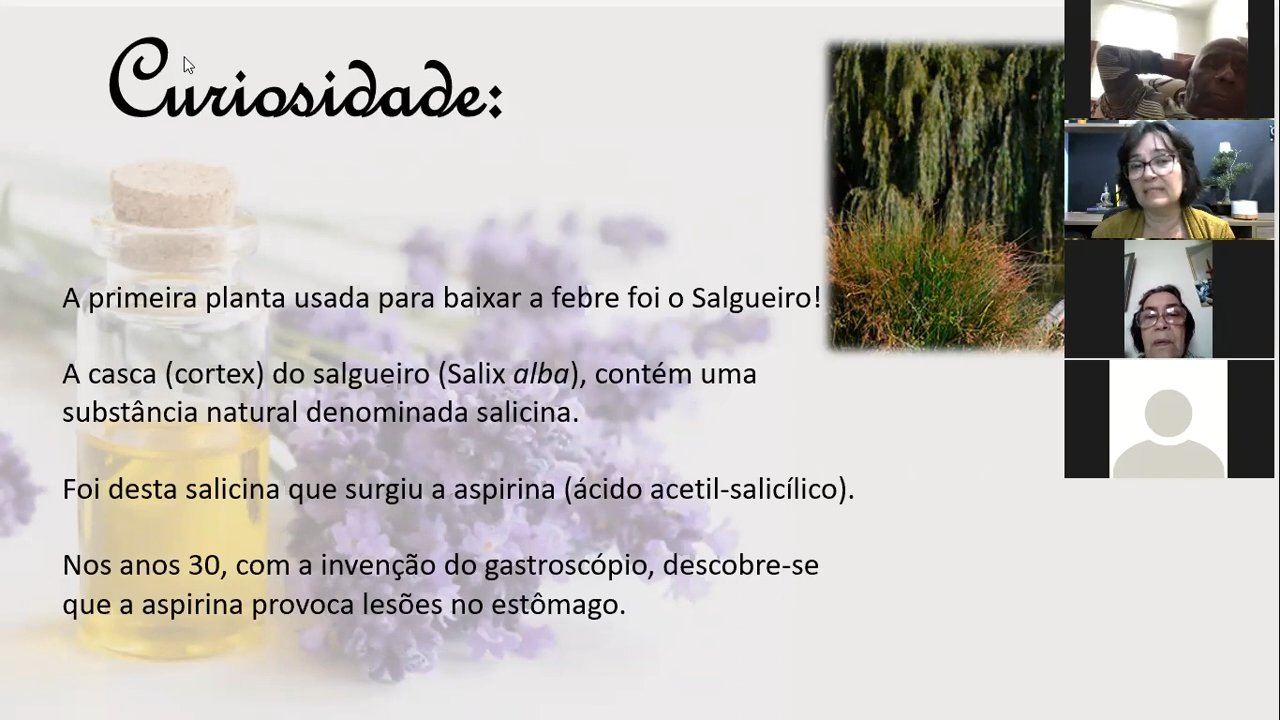 Curiosidade:
A primeira planta usada para baixar a febre foi o Salgueiro!
A casca (cortex) do salgueiro (Salix alba), contém uma
substância natural denominada salicina.
Foi desta salicina que surgiu a aspirina (ácido acetil-salicílico).
Nos anos 30, com a invenção do gastroscópio, descobre-se
que a aspirina provoca lesões no estômago.